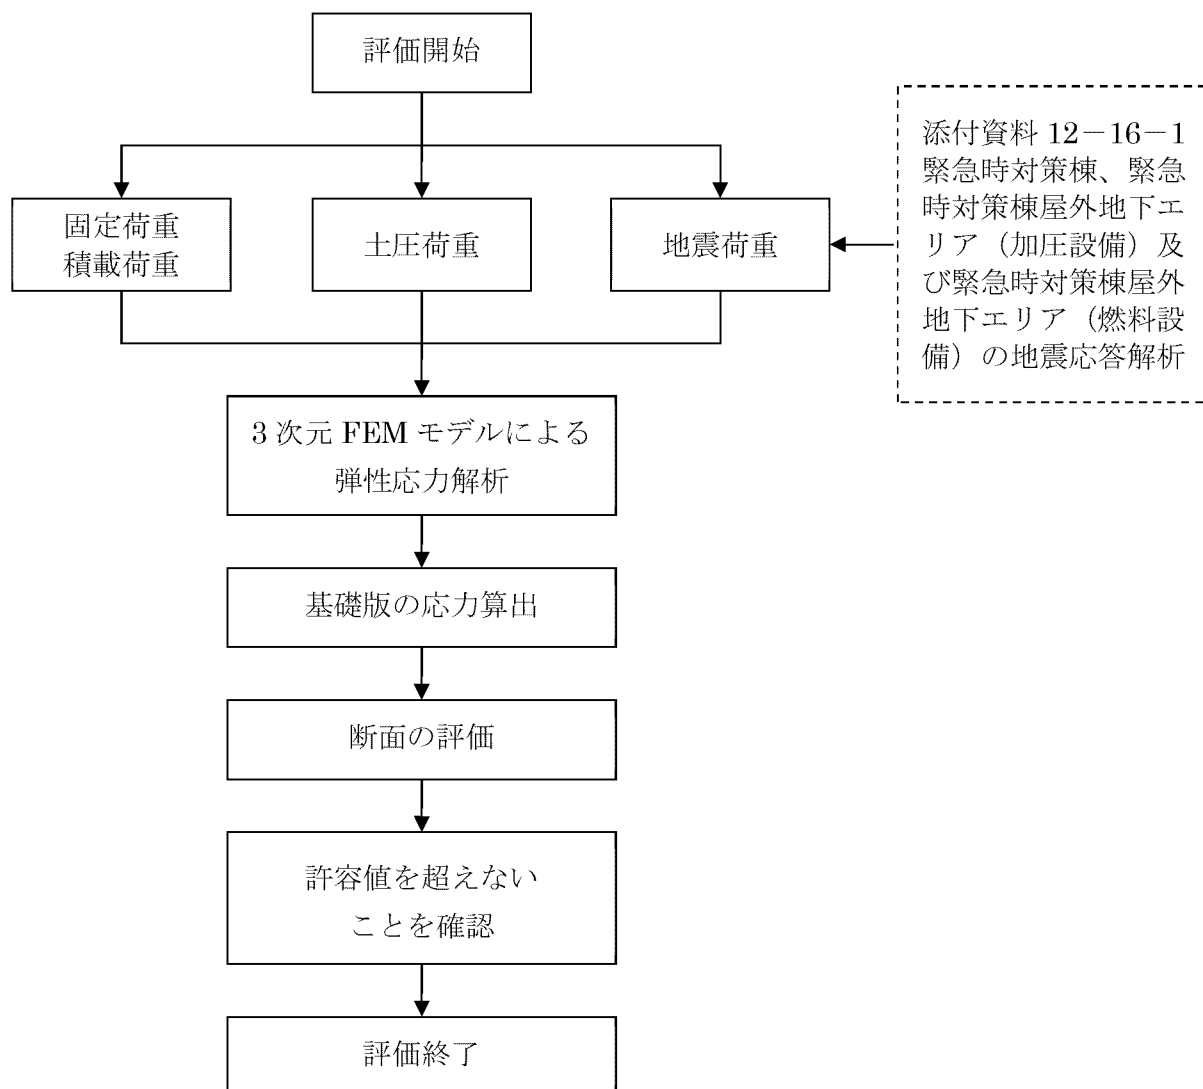 評価開始
添付資料 12－16－1
緊急時対策棟、緊急
時対策棟屋外地下エ
リア（加圧設備）及
び緊急時対策棟屋外
地下エリア（燃料設
備）の地震応答解析
固定荷重
積載荷重
土圧荷重
地震荷重
3 次元 FEM モデルによる
弾性応力解析
基礎版の応力算出
断面の評価
許容値を超えない
ことを確認
評価終了